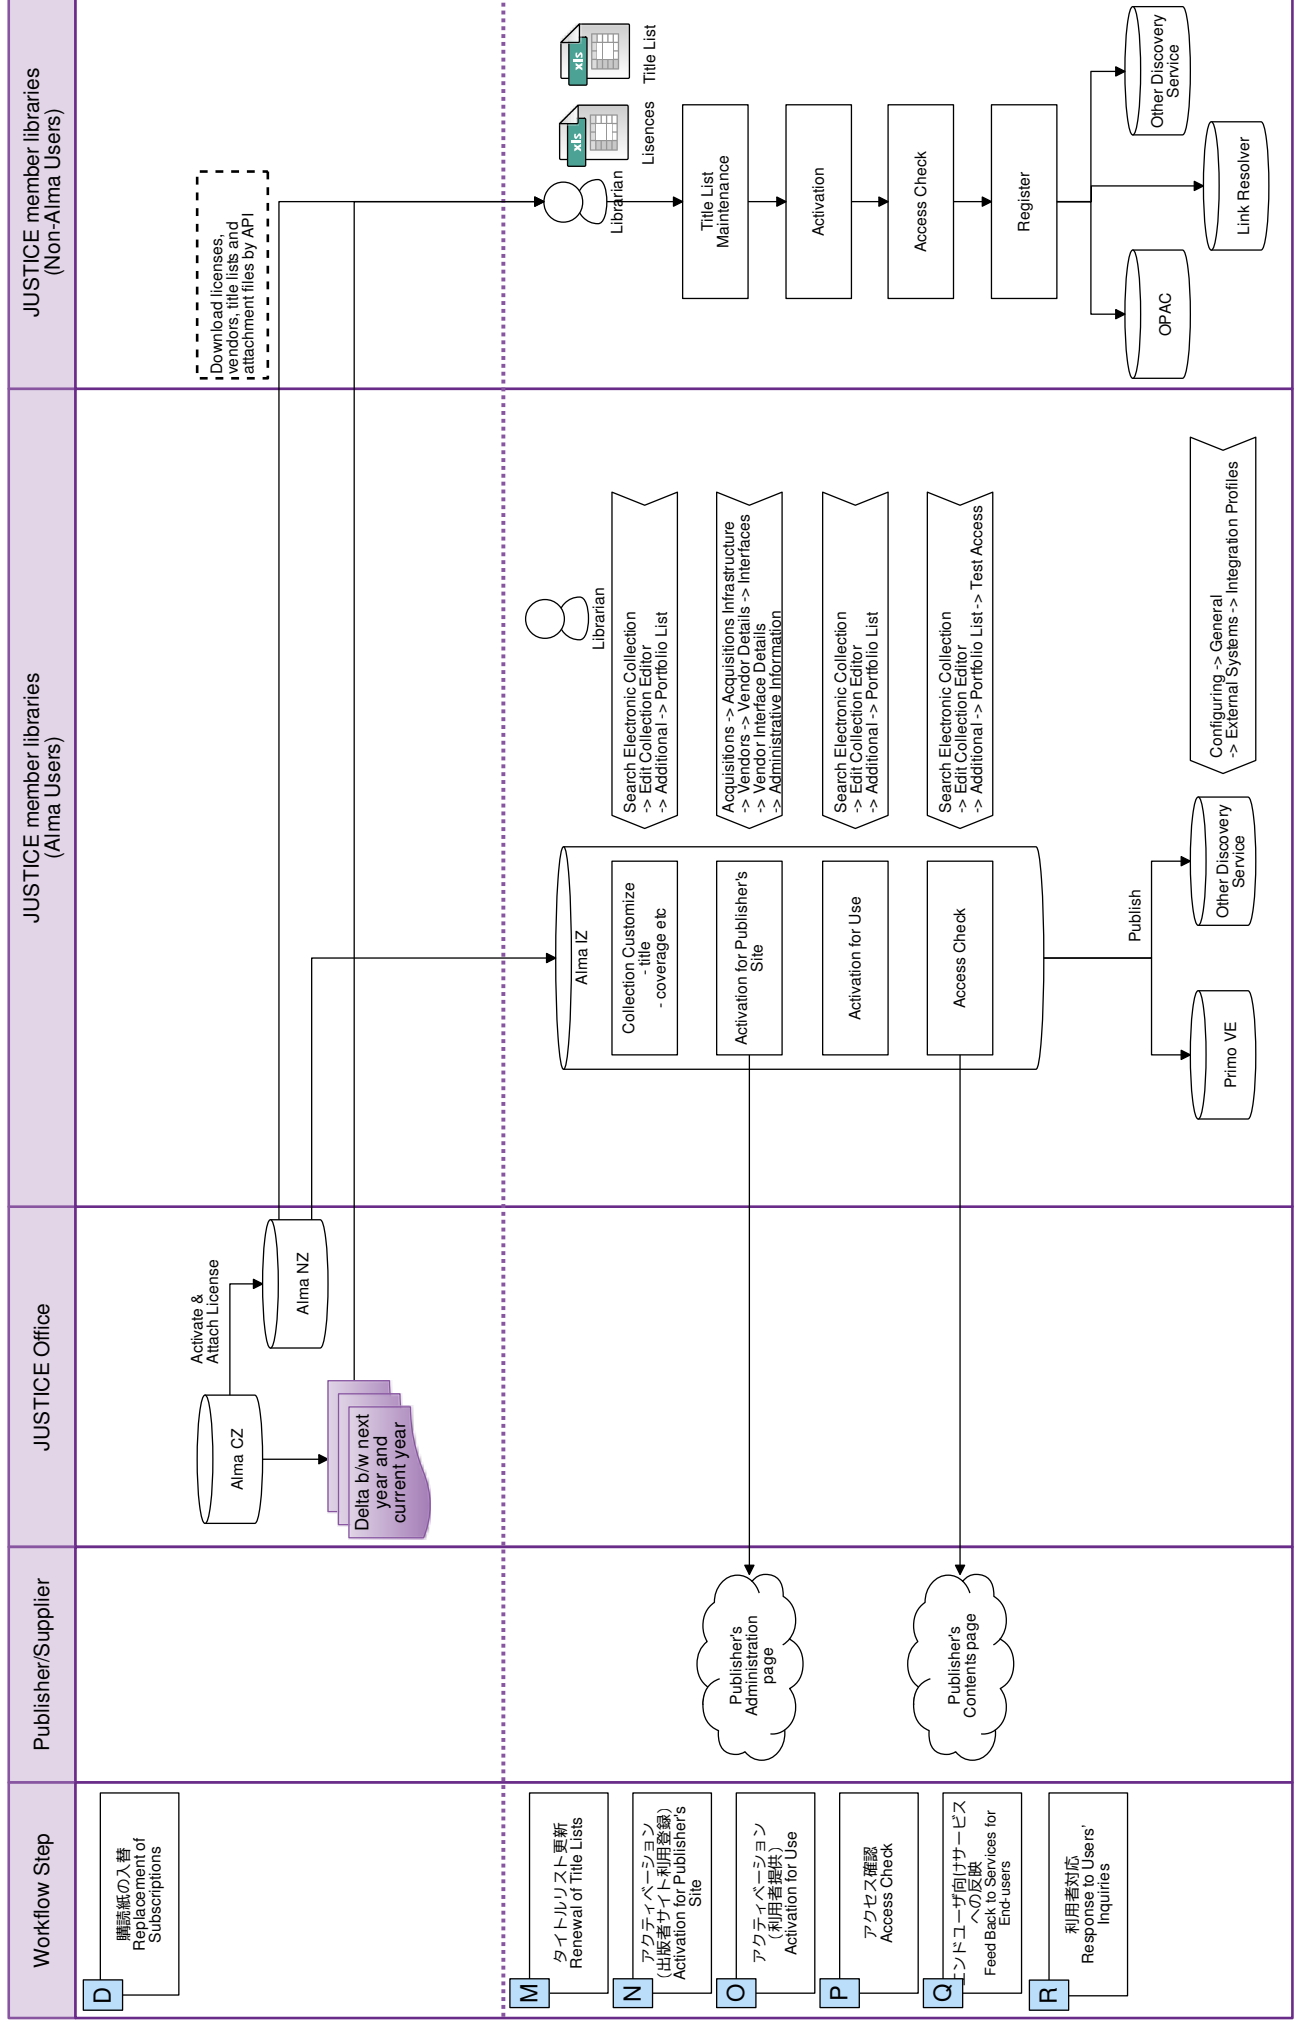 Workflow Step
Publisher/Supplier
JUSTICE Office
JUSTICE member libraries
(Alma Users)
JUSTICE member libraries
(Non-Alma Users)
D
購読紙の入替
Replacement of
Subscriptions
Alma CZ
Activate &
Attach License
Alma NZ
Delta b/w next
year and
current year
Download licenses,
vendors, title lists and
attachment files by API
M
タイトルリスト更新
Renewal of Title Lists
N
アクティベーション
（出版者サイト利用登録）
Activation for Publisher's
Site
O
アクティベーション
（利用者提供）
Activation for Use
P
アクセス確認
Access Check
Q
エンドユーザ向けサービス
への反映
Feed Back to Services for
End-users
R
利用者対応
Response to Users'
Inquiries
Publisher's
Administration
page
Publisher's
Contents page
Alma IZ
Collection Customize
- title
- coverage etc
Activation for Publisher's
Site
Activation for Use
Access Check
Publish
Primo VE
Other Discovery
Service
Librarian
Search Electronic Collection
-> Edit Collection Editor
-> Additional -> Portfolio List
Acquisitions -> Acquisitions Infrastructure
-> Vendors -> Vendor Details -> Interfaces
-> Vendor Interface Details
-> Administrative Information
Search Electronic Collection
-> Edit Collection Editor
-> Additional -> Portfolio List
Search Electronic Collection
-> Edit Collection Editor
-> Additional -> Portfolio List -> Test Access
Configuring -> General
-> External Systems -> Integration Profiles
Librarian
xls
Lisences
xls
Title List
Title List
Maintenance
Activation
Access Check
Register
OPAC
Link Resolver
Other Discovery
Service